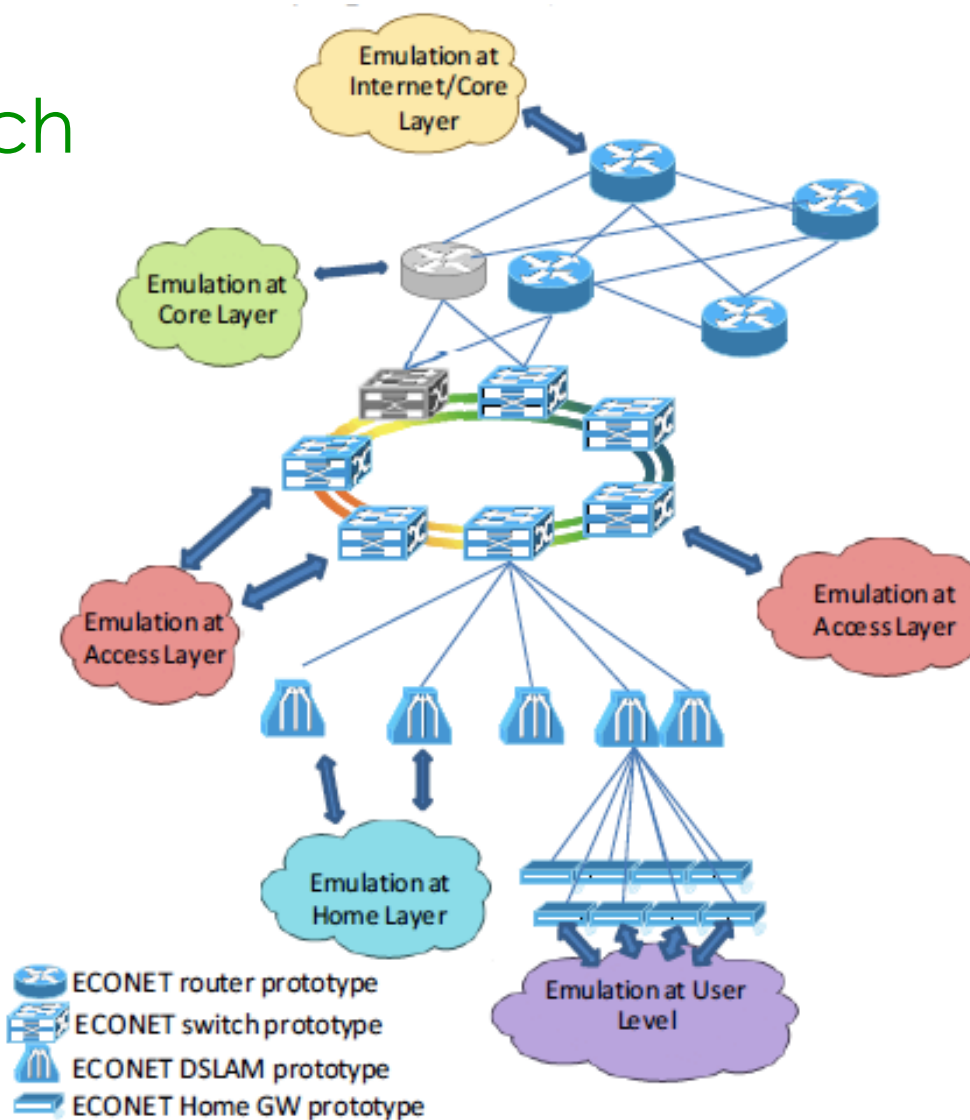 ch
Emulation at
Internet/Core
Layer
Emulation at
Core Layer
Emulation at
Access Layer
Emulation at
Access Layer
Emulation at
Home Layer
Emulation at User
Level
ECONET router prototype
ECONET switch prototype
ECONET DSLAM prototype
ECONET Home GW prototype